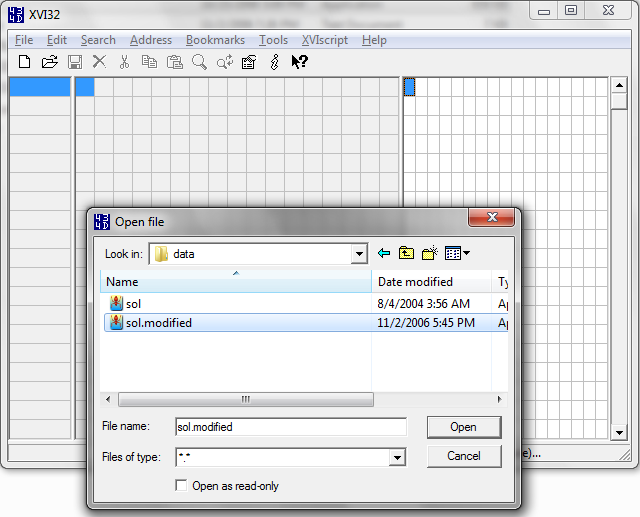 XVI32
File Edit Search Address Bookmarks Tools XVIscript Help
Open file
Look in: data
Name Date modified Ty
sol 8/4/2004 3:56 AM Ap
sol.modified 11/2/2006 5:45 PM Ap
File name: sol.modified Open
Files of type: *.* Cancel
Open as read-only